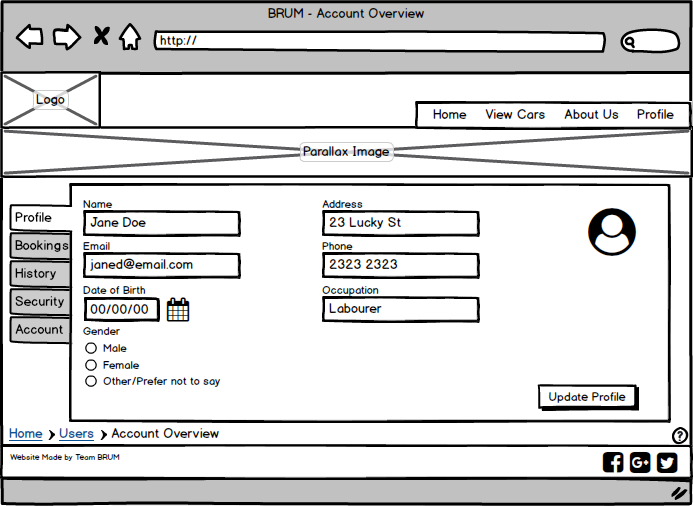 BRUM - Account Overview
http://
Logo
Home View Cars About Us Profile
Parallax Image
Profile
Bookings
History
Security
Account
Name
Jane Doe
Address
23 Lucky St
Email
janed@email.com
Phone
2323 2323
Date of Birth
00/00/00
Occupation
Labourer
Gender
Male
Female
Other/Prefer not to say
Update Profile
Home > Users > Account Overview
?
Website Made by Team BRUM
f G+